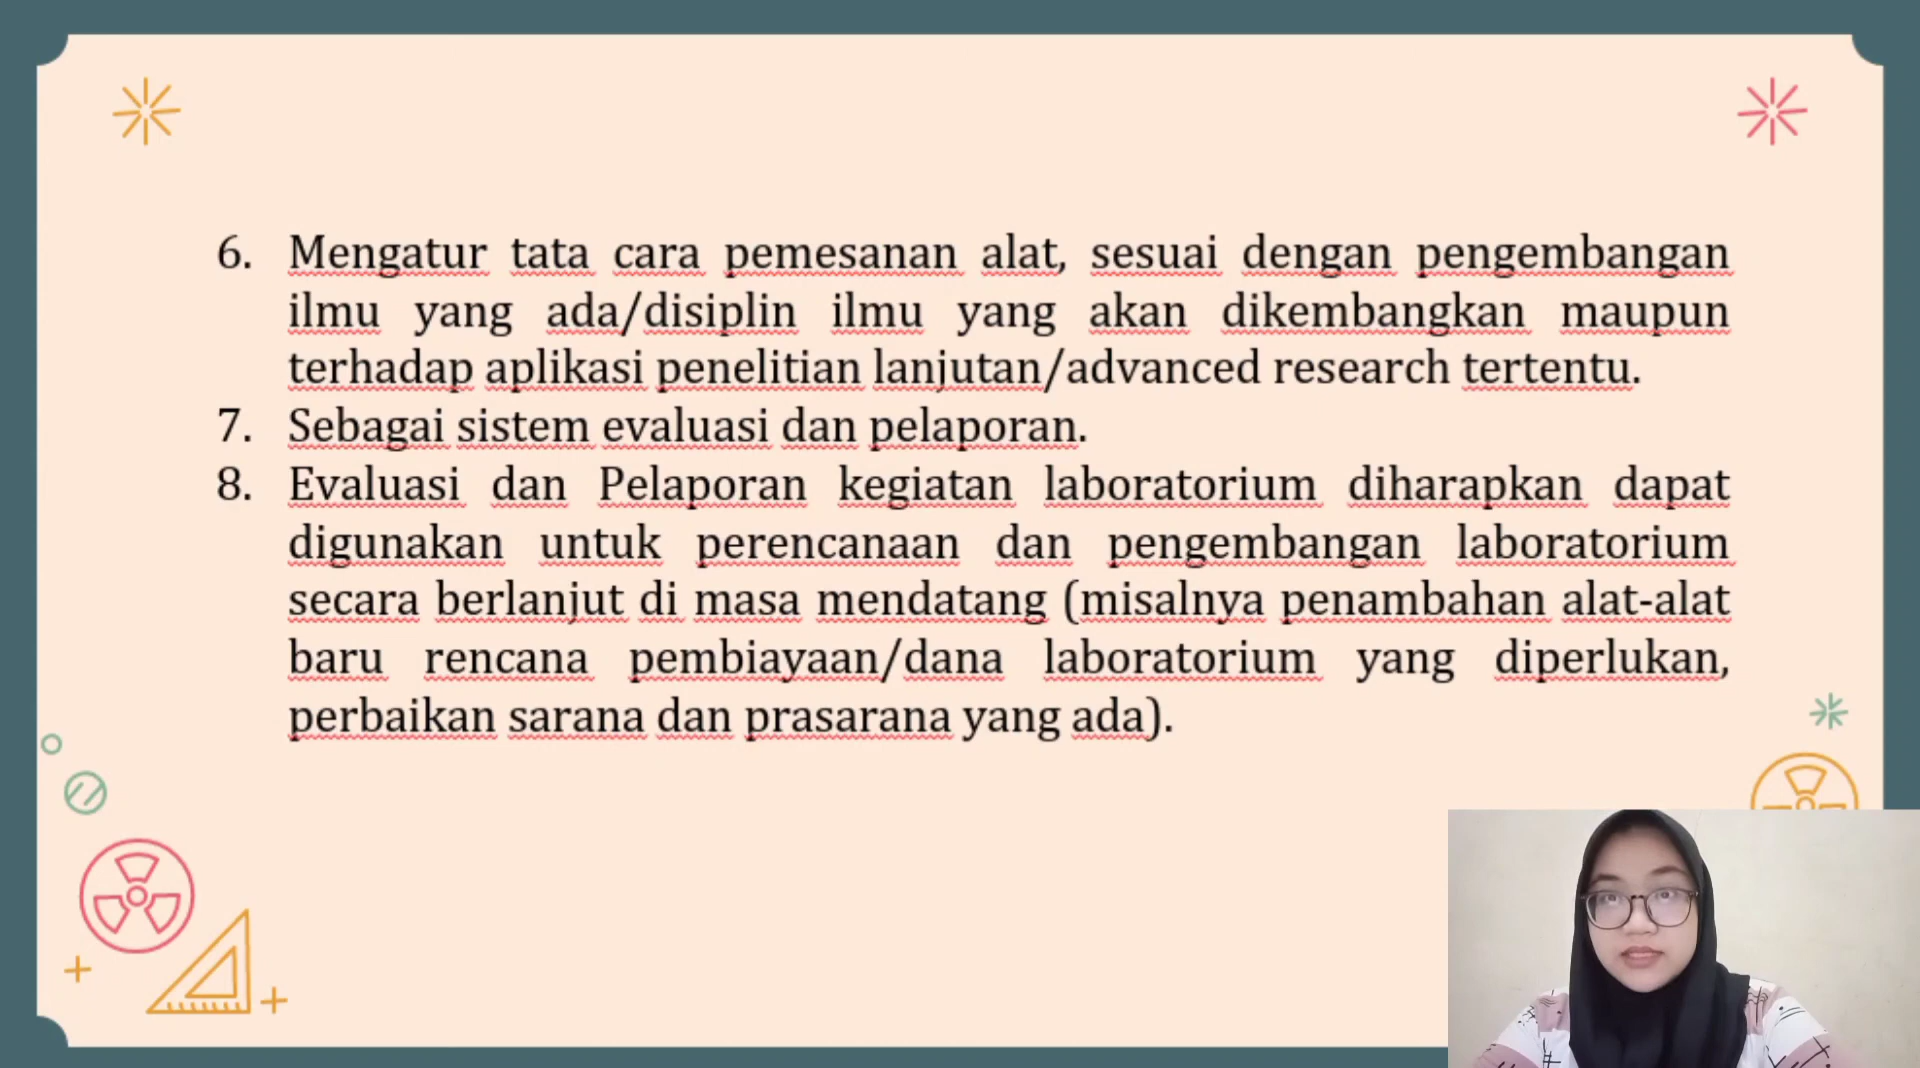 6. Mengatur tata cara pemesanan alat, sesuai dengan pengembangan
ilmu yang ada/disiplin ilmu yang akan dikembangkan maupun
terhadap aplikasi penelitian lanjutan/advanced research tertentu.
7. Sebagai sistem evaluasi dan pelaporan.
8. Evaluasi dan Pelaporan kegiatan laboratorium diharapkan dapat
digunakan untuk perencanaan dan pengembangan laboratorium
secara berlanjut di masa mendatang (misalnya penambahan alat-alat
baru rencana pembiayaan/dana laboratorium yang diperlukan,
perbaikan sarana dan prasarana yang ada).